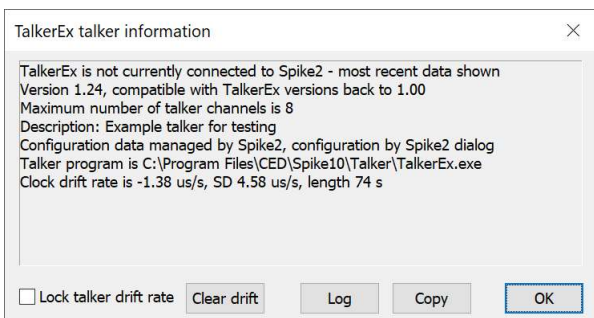 TalkerEx talker information
TalkerEx is not currently connected to Spike2 - most recent data shown
Version 1.24, compatible with TalkerEx versions back to 1.00
Maximum number of talker channels is 8
Description: Example talker for testing
Configuration data managed by Spike2, configuration by Spike2 dialog
Talker program is C:\Program Files\CED\Spike10\Talker\TalkerEx.exe
Clock drift rate is -1.38 us/s, SD 4.58 us/s, length 74 s
Lock talker drift rate Clear drift Log Copy OK